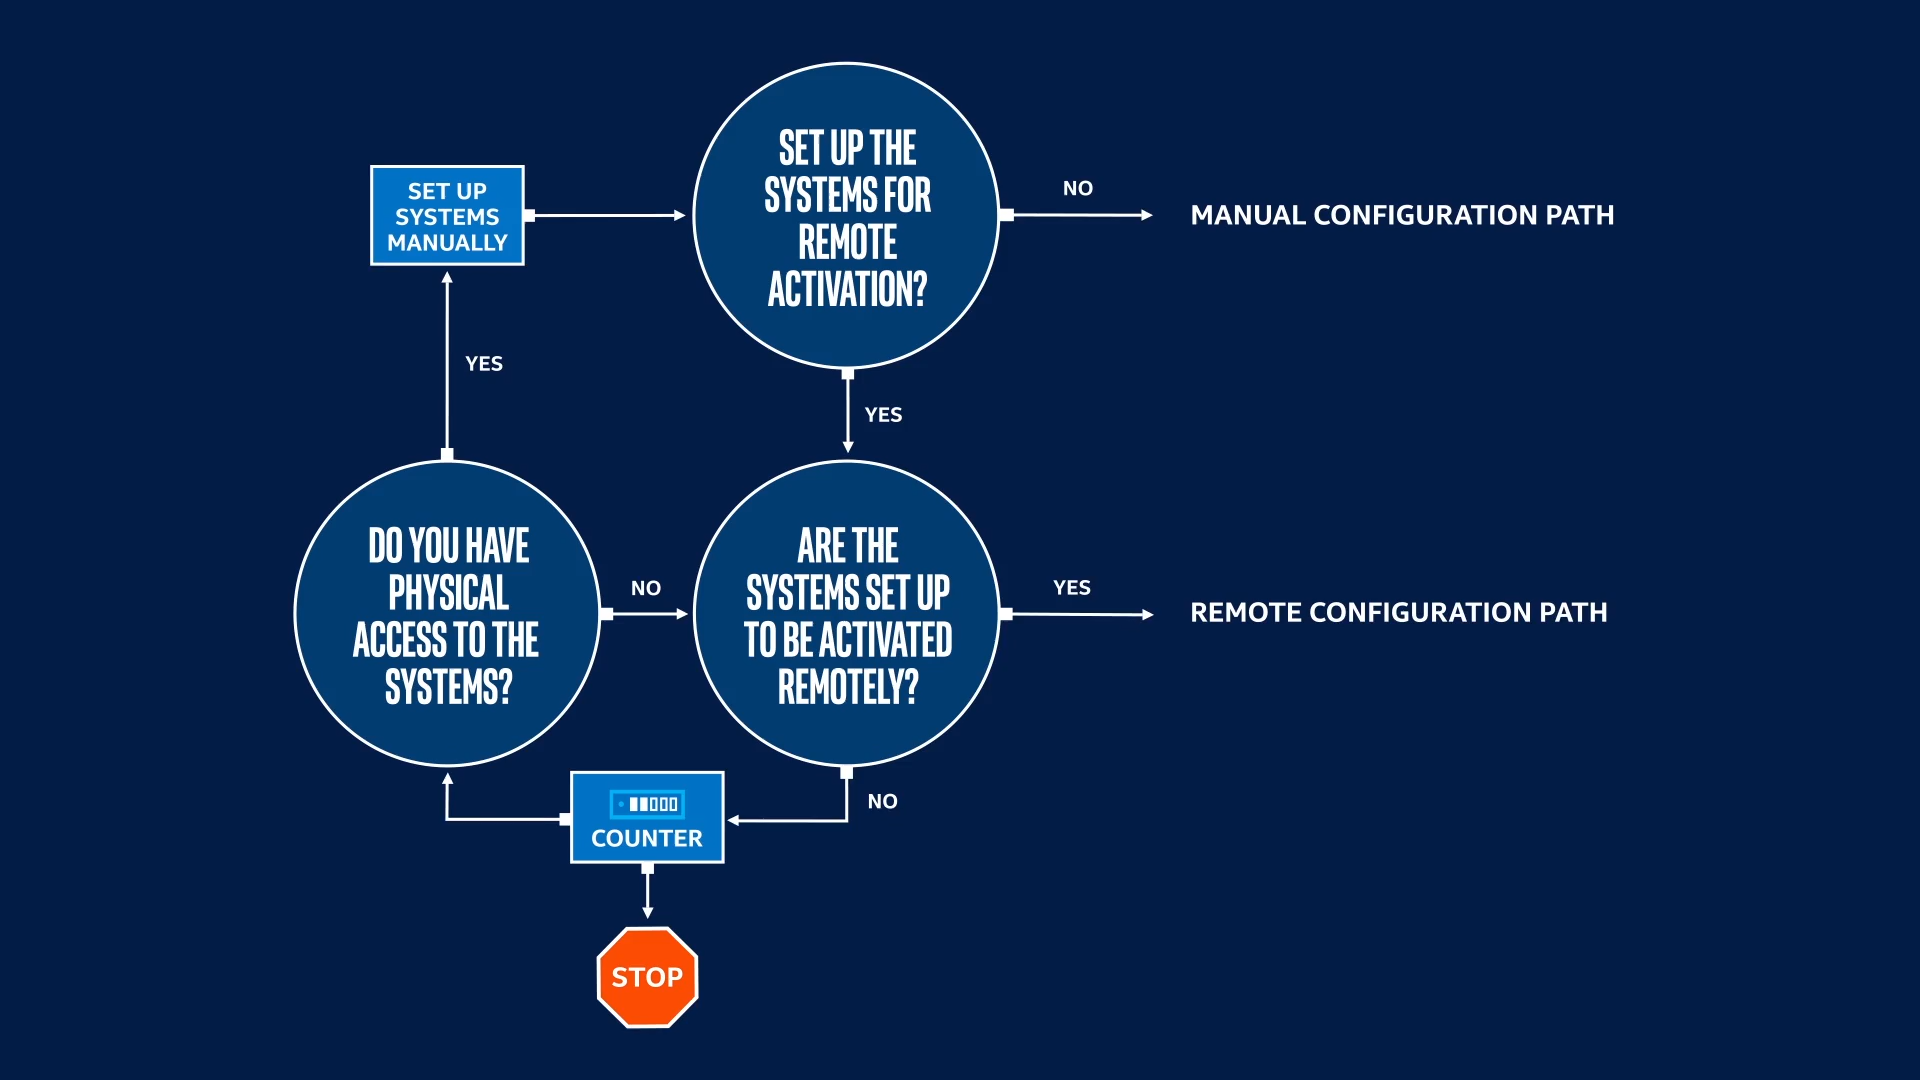 SET UP THE
SYSTEMS FOR
REMOTE
ACTIVATION?
SET UP
SYSTEMS
MANUALLY
NO
MANUAL CONFIGURATION PATH
YES
YES
DO YOU HAVE
PHYSICAL
ACCESS TO THE
SYSTEMS?
NO
ARE THE
SYSTEMS SET UP
TO BE ACTIVATED
REMOTELY?
YES
REMOTE CONFIGURATION PATH
NO
COUNTER
STOP